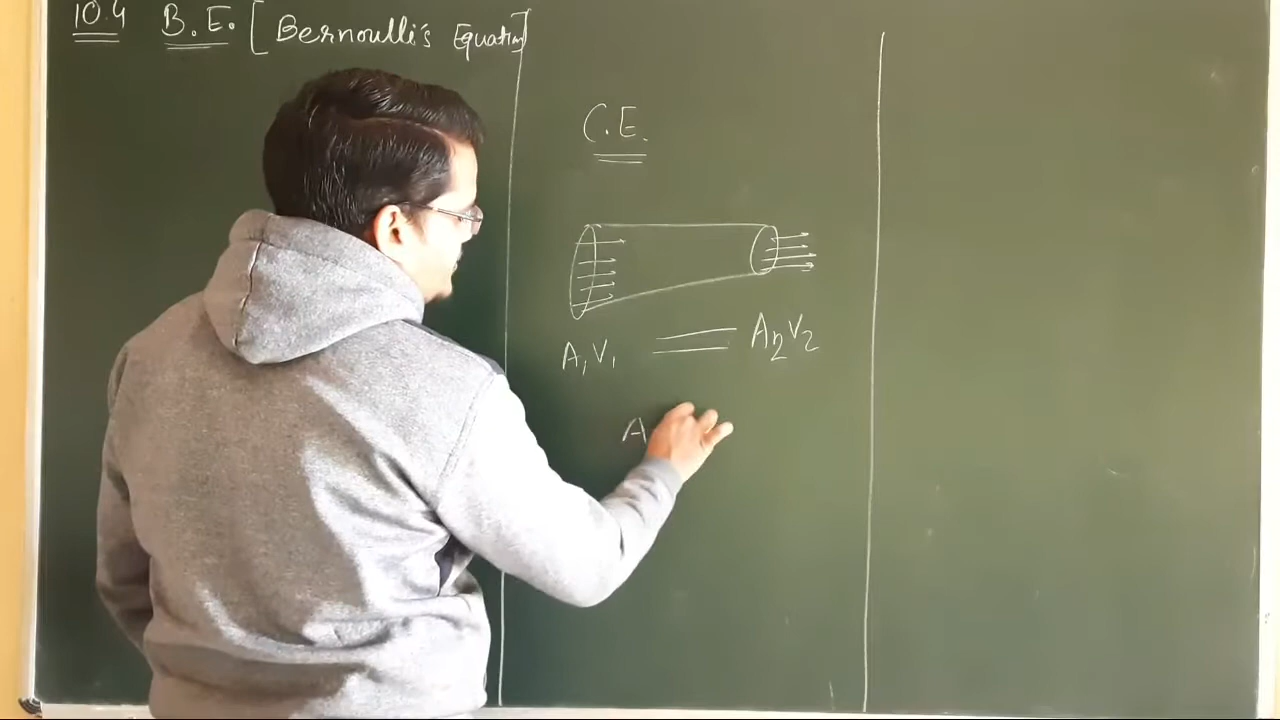 10.4 B.E. [Bernoulli's Equation]
C.E.
A₁V₁ = A₂V₂
A